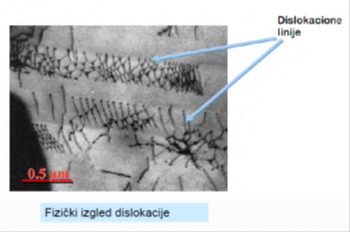 Dislokacione
linije
0.5 μm
Fizički izgled dislokacije